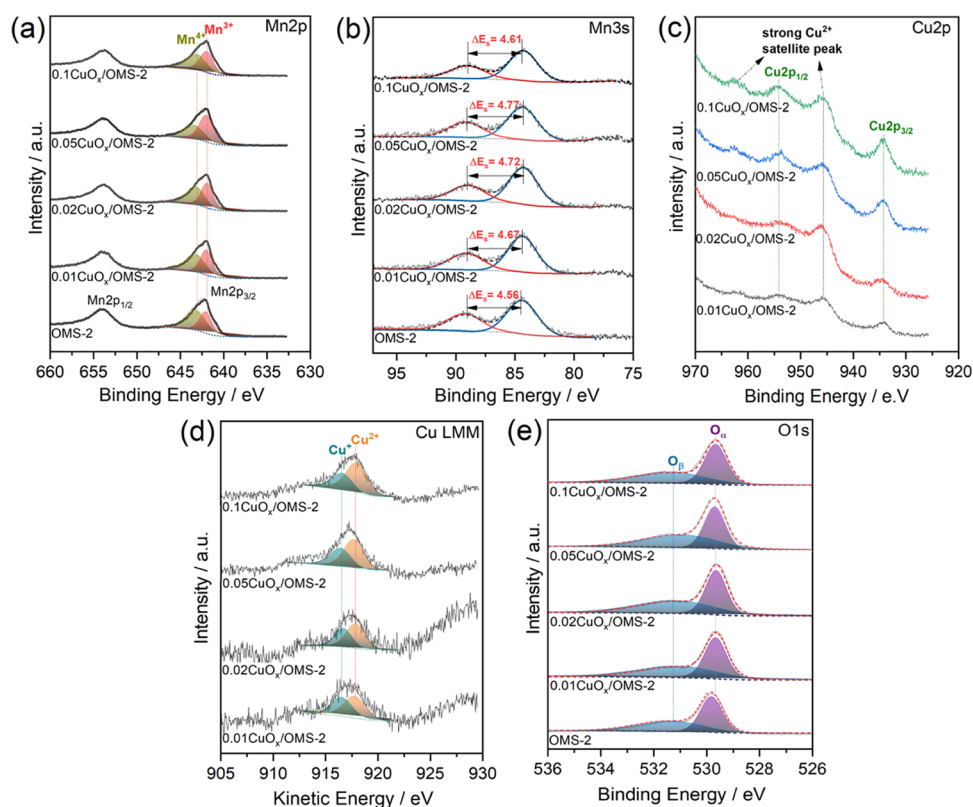 (a)
Mn2p
Mn⁴⁺
Mn³⁺
0.1CuOₓ/OMS-2
0.05CuOₓ/OMS-2
0.02CuOₓ/OMS-2
0.01CuOₓ/OMS-2
Mn2p₁/₂
Mn2p₃/₂
OMS-2
Intensity / a.u.
660 655 650 645 640 635 630
Binding Energy / eV
(b)
Mn3s
ΔEₛ= 4.61
0.1CuOₓ/OMS-2
ΔEₛ= 4.77
0.05CuOₓ/OMS-2
ΔEₛ= 4.72
0.02CuOₓ/OMS-2
ΔEₛ= 4.67
0.01CuOₓ/OMS-2
ΔEₛ= 4.56
OMS-2
Intensity / a.u.
95 90 85 80 75
Binding Energy / eV
(c)
Cu2p
strong Cu²⁺
satellite peak
Cu2p₁/₂
0.1CuOₓ/OMS-2
Cu2p₃/₂
0.05CuOₓ/OMS-2
0.02CuOₓ/OMS-2
0.01CuOₓ/OMS-2
intensity / a.u.
970 960 950 940 930 920
Binding Energy / e.V
(d)
Cu LMM
Cu⁺
Cu²⁺
0.1CuOₓ/OMS-2
0.05CuOₓ/OMS-2
0.02CuOₓ/OMS-2
0.01CuOₓ/OMS-2
Intensity / a.u.
905 910 915 920 925 930
Kinetic Energy / eV
(e)
O1s
Oα
Oᵦ
0.1CuOₓ/OMS-2
0.05CuOₓ/OMS-2
0.02CuOₓ/OMS-2
0.01CuOₓ/OMS-2
OMS-2
Intensity / a.u.
536 534 532 530 528 526
Binding Energy / eV